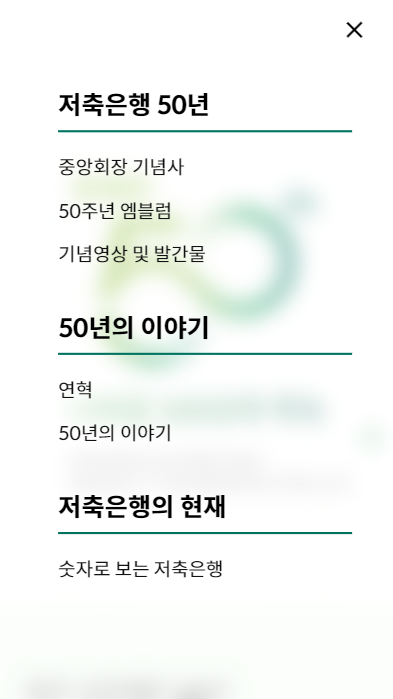 저축은행 50년
중앙회장 기념사
50주년 엠블럼
기념영상 및 발간물
50년의 이야기
연혁
50년의 이야기
저축은행의 현재
숫자로 보는 저축은행